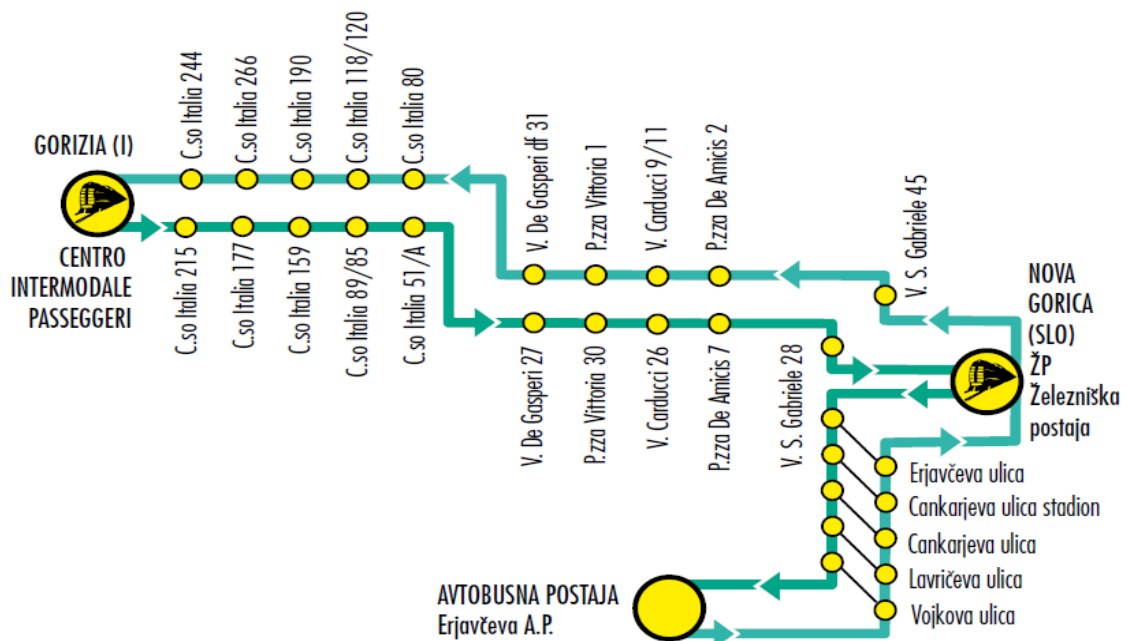 C.so Italia 244
C.so Italia 266
C.so Italia 190
C.so Italia 118/120
C.so Italia 80
GORIZIA (I)
CENTRO
INTERMODALE
PASSEGGERI
C.so Italia 215
C.so Italia 177
C.so Italia 159
C.so Italia 89/85
C.so Italia 51/A
V. De Gasperi df 31
P.zza Vittoria 1
V. Carducci 9/11
P.zza De Amicis 2
V. S. Gabriele 45
V. De Gasperi 27
P.zza Vittoria 30
V. Carducci 26
P.zza De Amicis 7
V. S. Gabriele 28
NOVA
GORICA
(SLO)
ŽP
Železniška
postaja
Erjavčeva ulica
Cankarjeva ulica stadion
Cankarjeva ulica
Lavričeva ulica
Vojkova ulica
AVTOBUSNA POSTAJA
Erjavčeva A.P.